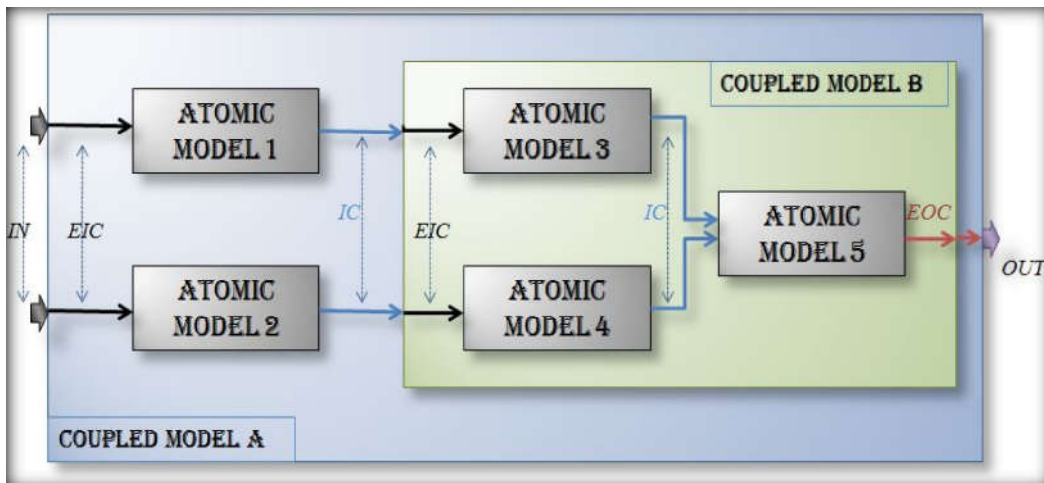 COUPLED MODEL B
ATOMIC
MODEL 1
ATOMIC
MODEL 3
IN
EIC
IC
EIC
IC
ATOMIC
MODEL 5
EOC
OUT
ATOMIC
MODEL 2
ATOMIC
MODEL 4
COUPLED MODEL A